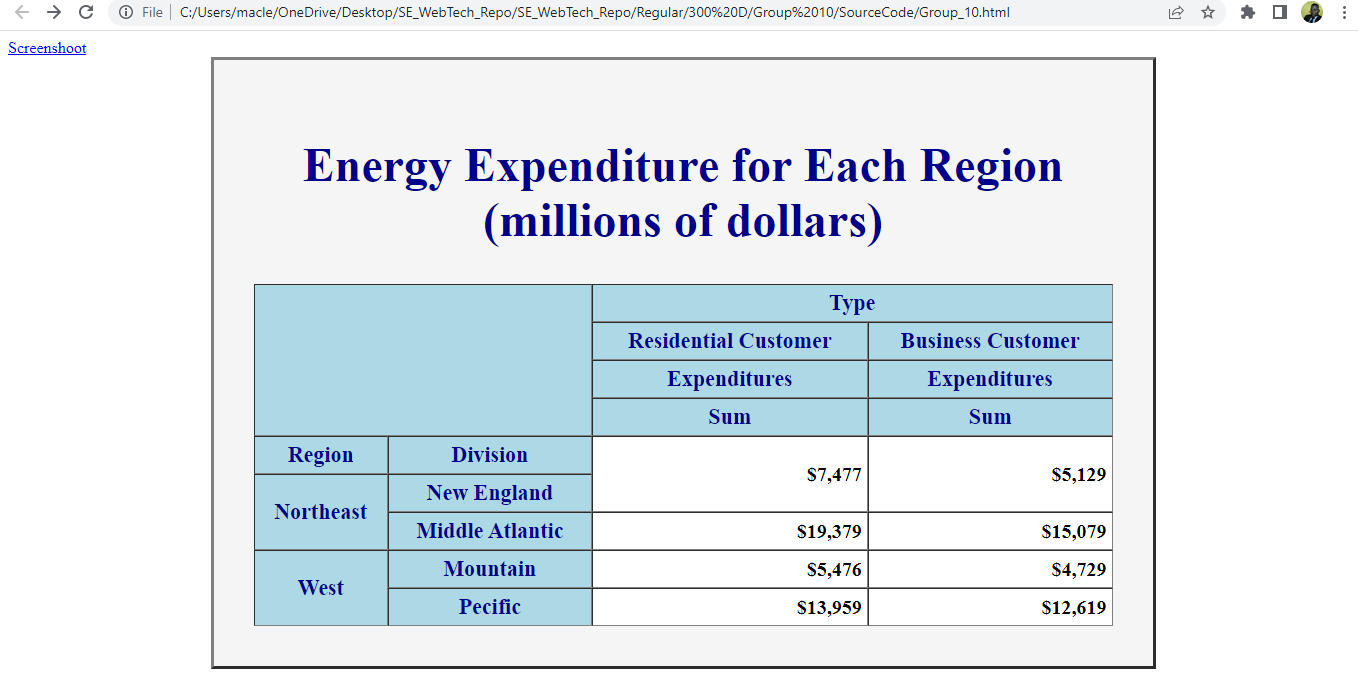 File
C:/Users/macle/OneDrive/Desktop/SE_WebTech_Repo/SE_WebTech_Repo/Regular/300%20D/Group%2010/SourceCode/Group_10.html
Screenshoot
Energy Expenditure for Each Region
(millions of dollars)
Type
Residential Customer Business Customer
Expenditures Expenditures
Sum Sum
Region Division $7,477 $5,129
Northeast New England
Middle Atlantic $19,379 $15,079
West Mountain $5,476 $4,729
Pecific $13,959 $12,619